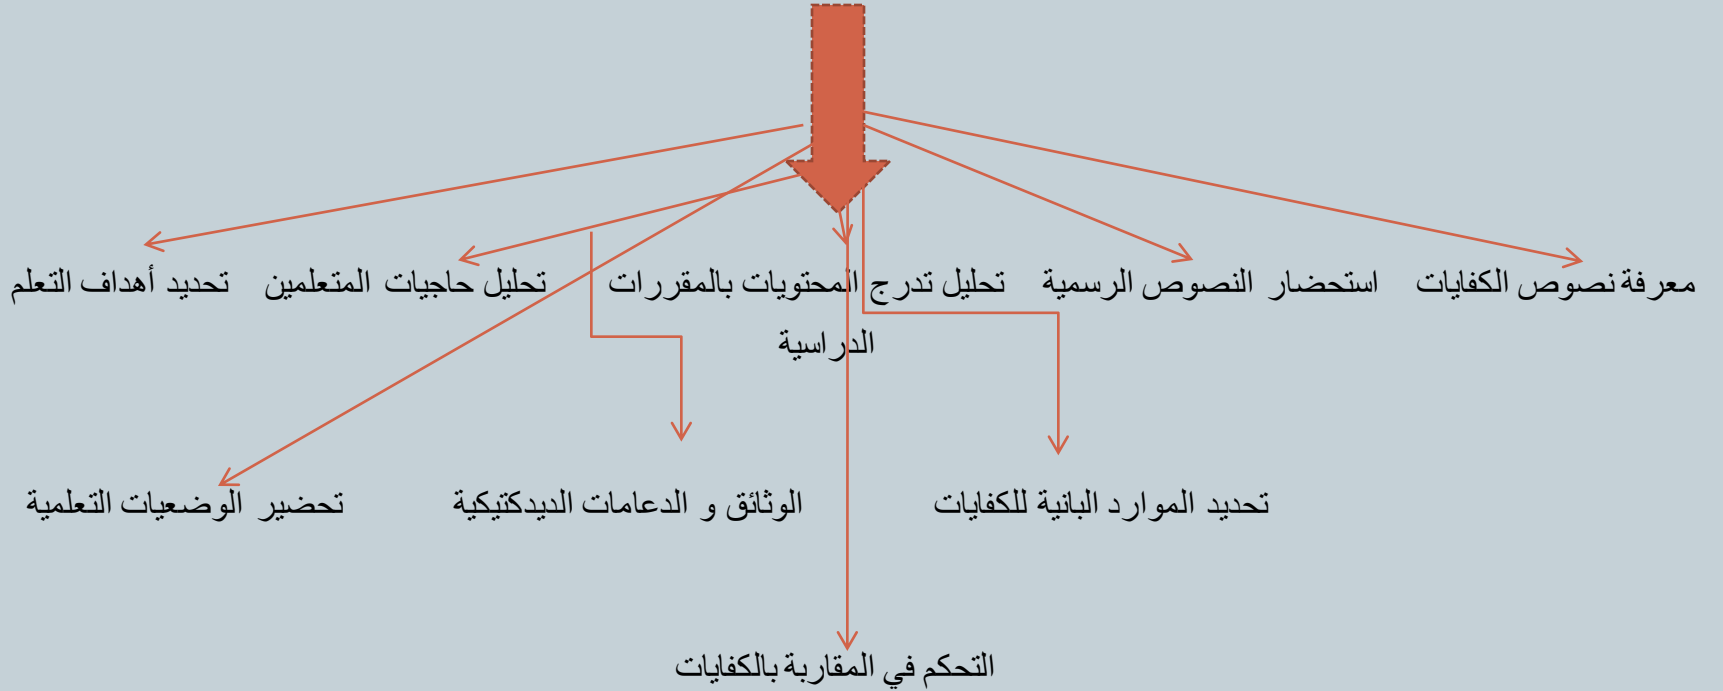 معرفة نصوص الكفايات   استحضار النصوص الرسمية   تحليل تدرج المحتويات بالمقررات   تحليل حاجيات المتعلمين   تحديد أهداف التعلم
الدراسية
تحديد الموارد البانية للكفايات   الوثائق و الدعامات الديدكتيكية   تحضير الوضعيات التعلمية
التحكم في المقاربة بالكفايات